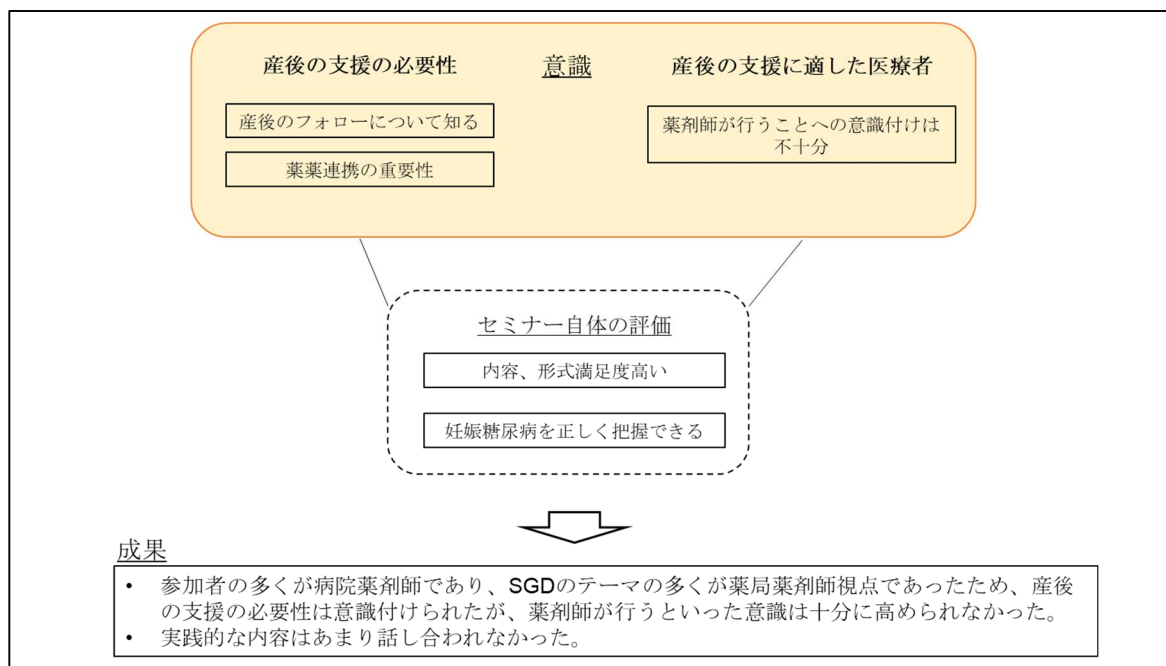 産後の支援の必要性 意識 産後の支援に適した医療者
産後のフォローについて知る
薬薬連携の重要性
薬剤師が行うことへの意識付けは
不十分
セミナー自体の評価
内容、形式満足度高い
妊娠糖尿病を正しく把握できる
成果
• 参加者の多くが病院薬剤師であり、SGDのテーマの多くが薬局薬剤師視点であったため、産後
の支援の必要性は意識付けられたが、薬剤師が行うといった意識は十分に高められなかった。
• 実践的な内容はあまり話し合われなかった。